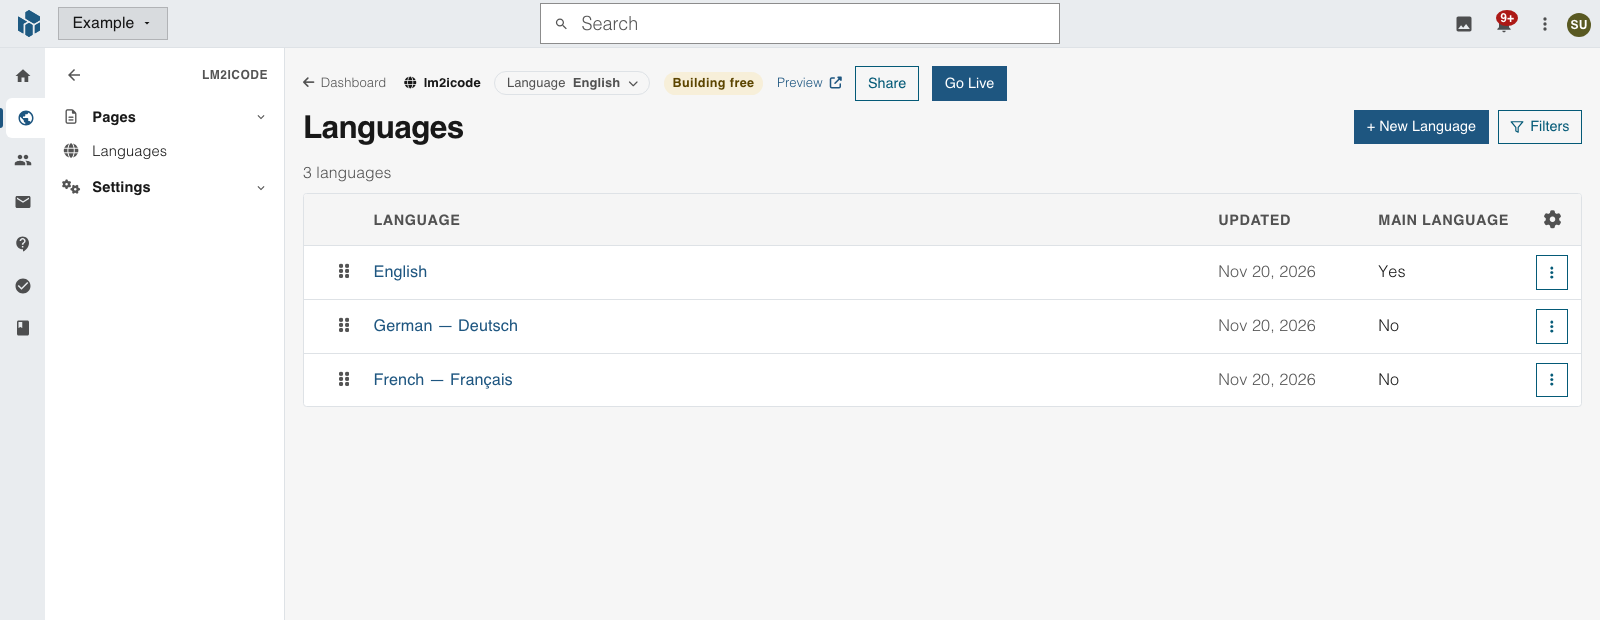 Example
Search
9+
SU
LM2ICODE
Pages
Languages
Settings
Dashboard
lm2icode
Language English
Building free
Preview
Share
Go Live
Languages
+ New Language
Filters
3 languages
LANGUAGE UPDATED MAIN LANGUAGE
English Nov 20, 2026 Yes
German — Deutsch Nov 20, 2026 No
French — Français Nov 20, 2026 No